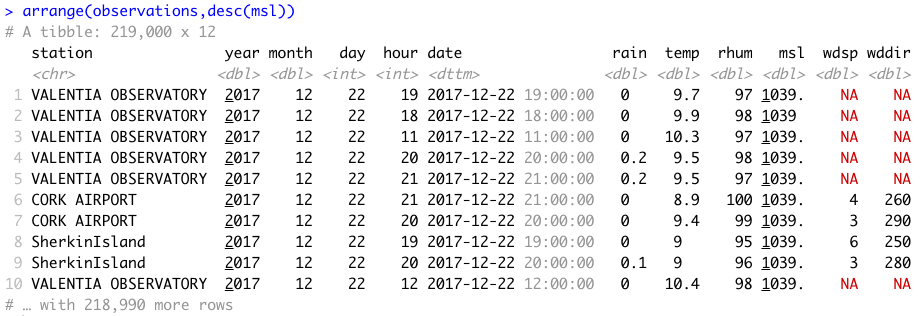 > arrange(observations,desc(msl))
# A tibble: 219,000 x 12
   station              year month   day  hour date                 rain  temp  rhum   msl  wdsp wddir
   <chr>               <dbl> <dbl> <int> <int> <dttm>              <dbl> <dbl> <dbl> <dbl> <dbl> <dbl>
 1 VALENTIA OBSERVATORY  2017    12    22    19 2017-12-22 19:00:00   0     9.7    97 1039.    NA    NA
 2 VALENTIA OBSERVATORY  2017    12    22    18 2017-12-22 18:00:00   0     9.9    98 1039     NA    NA
 3 VALENTIA OBSERVATORY  2017    12    22    11 2017-12-22 11:00:00   0    10.3    97 1039.    NA    NA
 4 VALENTIA OBSERVATORY  2017    12    22    20 2017-12-22 20:00:00   0.2   9.5    98 1039.    NA    NA
 5 VALENTIA OBSERVATORY  2017    12    22    21 2017-12-22 21:00:00   0.2   9.5    97 1039.    NA    NA
 6 CORK AIRPORT          2017    12    22    21 2017-12-22 21:00:00   0     8.9   100 1039.     4   260
 7 CORK AIRPORT          2017    12    22    20 2017-12-22 20:00:00   0     9.4    99 1039.     3   290
 8 SherkinIsland         2017    12    22    19 2017-12-22 19:00:00   0     9      95 1039.     6   250
 9 SherkinIsland         2017    12    22    20 2017-12-22 20:00:00   0.1   9      96 1039.     3   280
10 VALENTIA OBSERVATORY  2017    12    22    12 2017-12-22 12:00:00   0    10.4    98 1039.    NA    NA
# … with 218,990 more rows